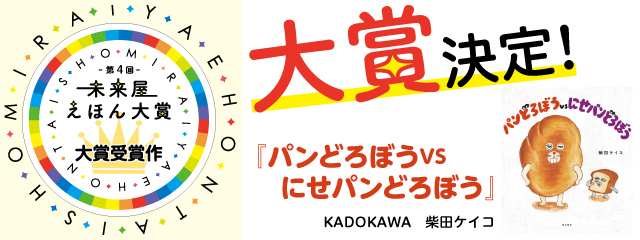 MIRAIYAEHONTAISHO
MIRAIYAEHONTAISHO
-第4回-
未来屋
えほん大賞
大賞受賞作
大賞決定!
『パンどろぼうVS
にせパンどろぼう』
KADOKAWA 柴田ケイコ
パンどろぼうvsにせパンどろぼう
柴田ケイコ